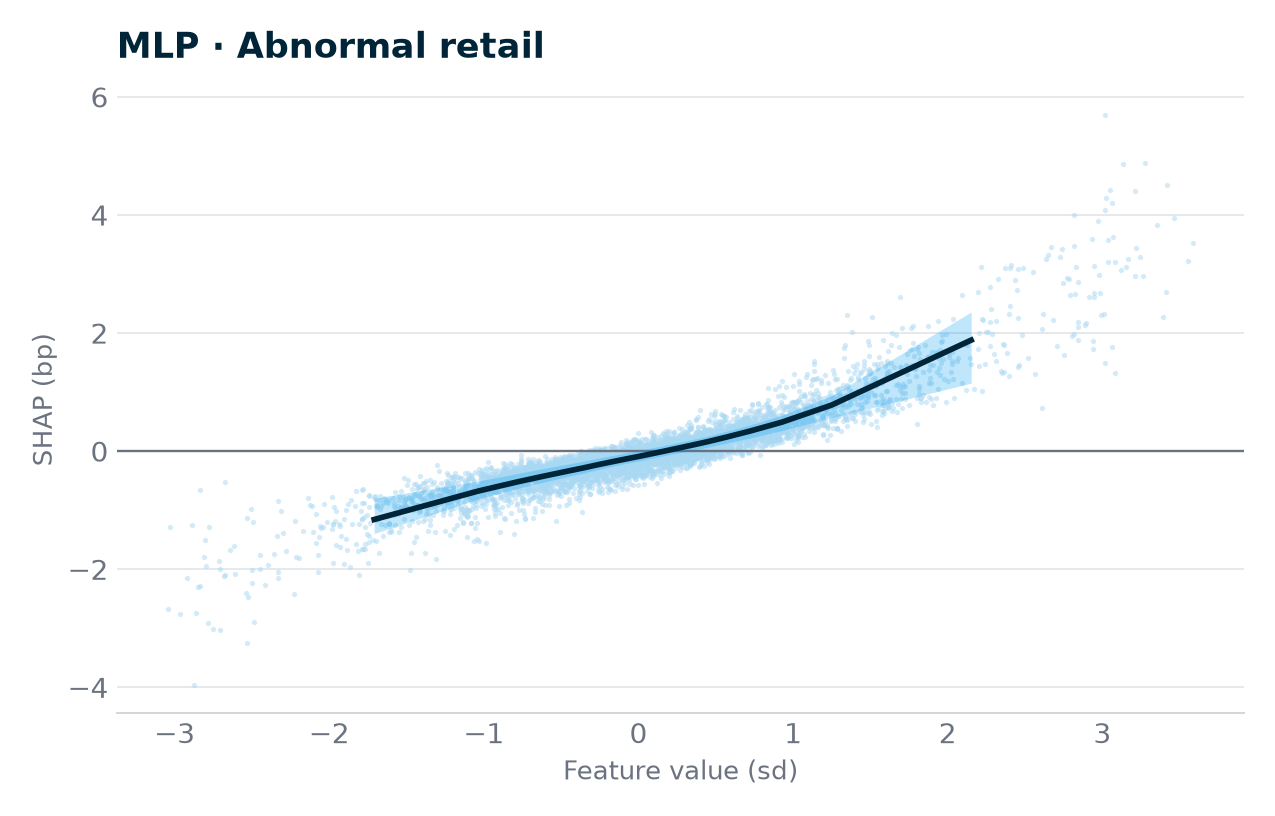 MLP · Abnormal retail
6
4
2
0
−2
−4
SHAP (bp)
−3 −2 −1 0 1 2 3
Feature value (sd)